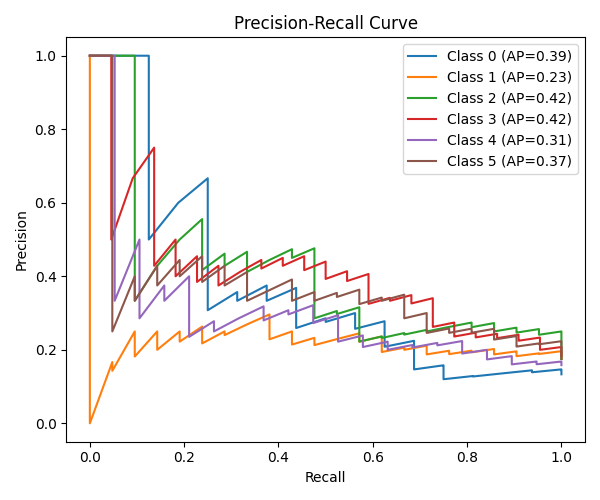 Precision-Recall Curve
Class 0 (AP=0.39)
Class 1 (AP=0.23)
Class 2 (AP=0.42)
Class 3 (AP=0.42)
Class 4 (AP=0.31)
Class 5 (AP=0.37)
Precision
1.0
0.8
0.6
0.4
0.2
0.0
0.0 0.2 0.4 0.6 0.8 1.0
Recall